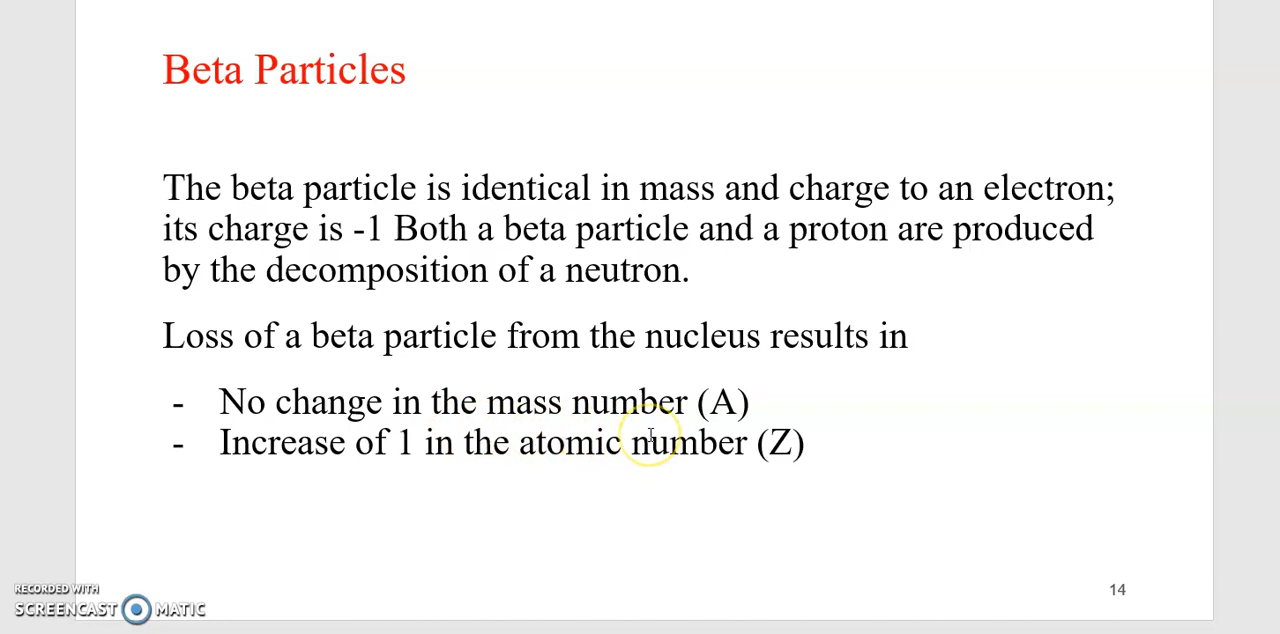 Beta Particles
The beta particle is identical in mass and charge to an electron;
its charge is -1 Both a beta particle and a proton are produced
by the decomposition of a neutron.
Loss of a beta particle from the nucleus results in
- No change in the mass number (A)
- Increase of 1 in the atomic number (Z)
14
RECORDED WITH
SCREENCAST MATIC